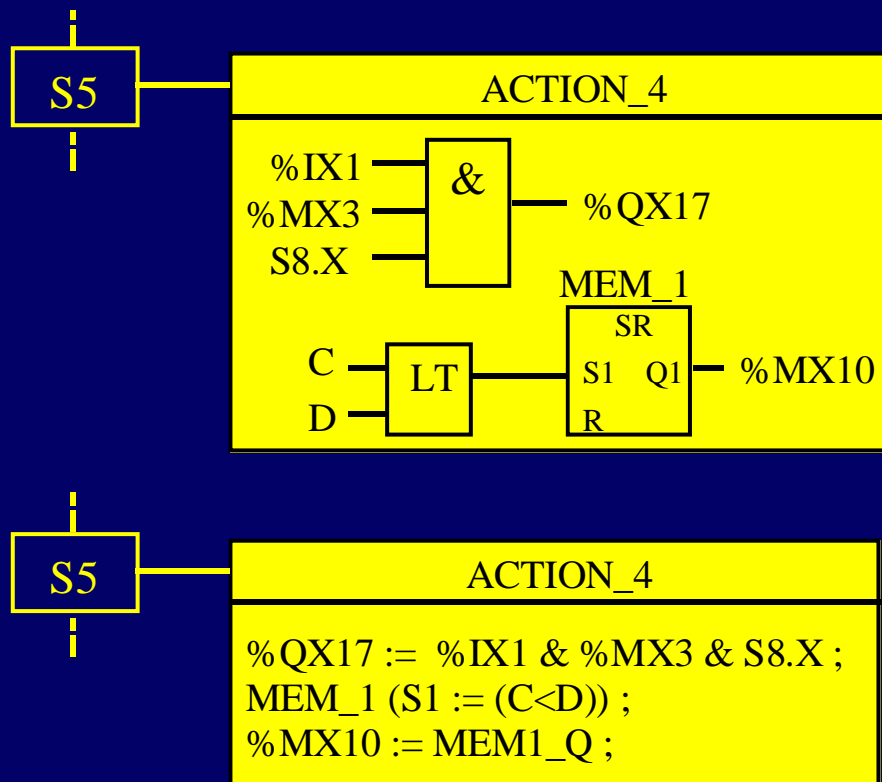 S5
ACTION_4
%IX1
&
%MX3
%QX17
S8.X
MEM_1
SR
C
LT
S1 Q1
%MX10
D
R
S5
ACTION_4
%QX17 := %IX1 & %MX3 & S8.X ;
MEM_1 (S1 := (C<D)) ;
%MX10 := MEM1_Q ;